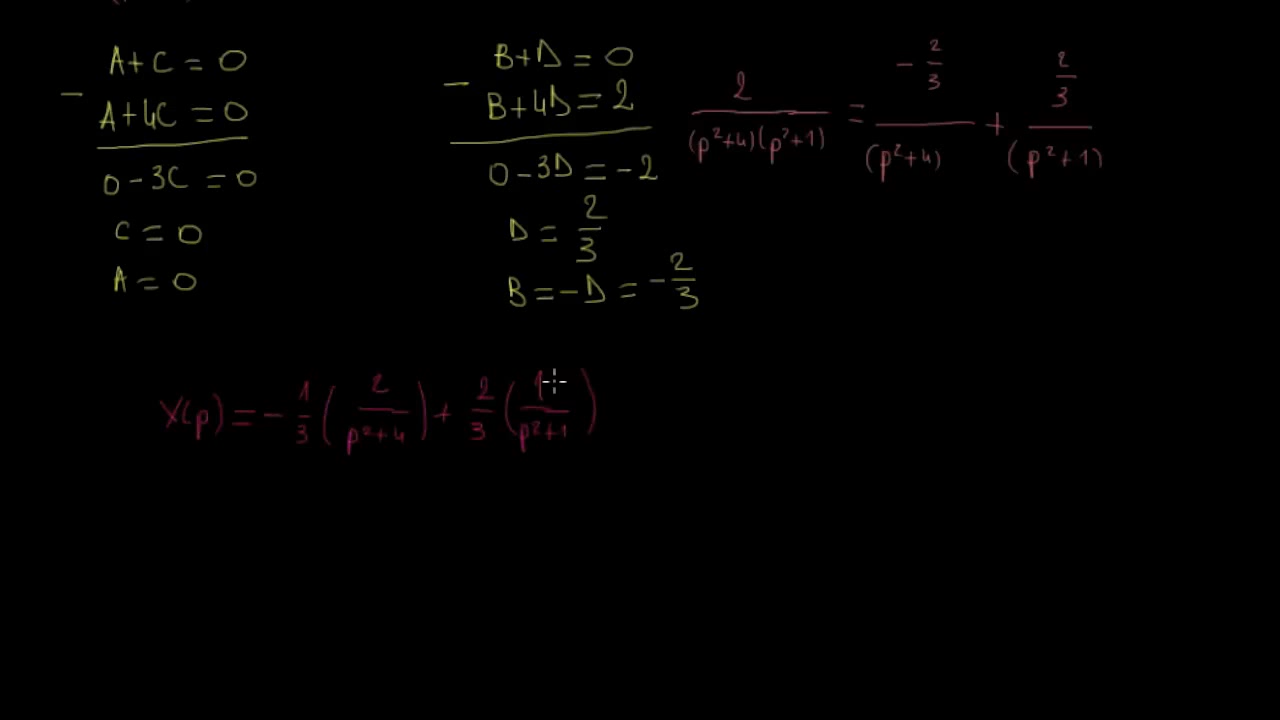 A+C = 0
- A+4C = 0
0-3C = 0
C = 0
A = 0
B+D = 0
- B+4D = 2
0-3D = -2
D = 2/3
B = -D = -2/3
2/((p²+4)(p²+1)) = (-2/3)/(p²+4) + (2/3)/(p²+1)
X(p) = -1/3 (2/(p²+4)) + 2/3 (1/(p²+1))